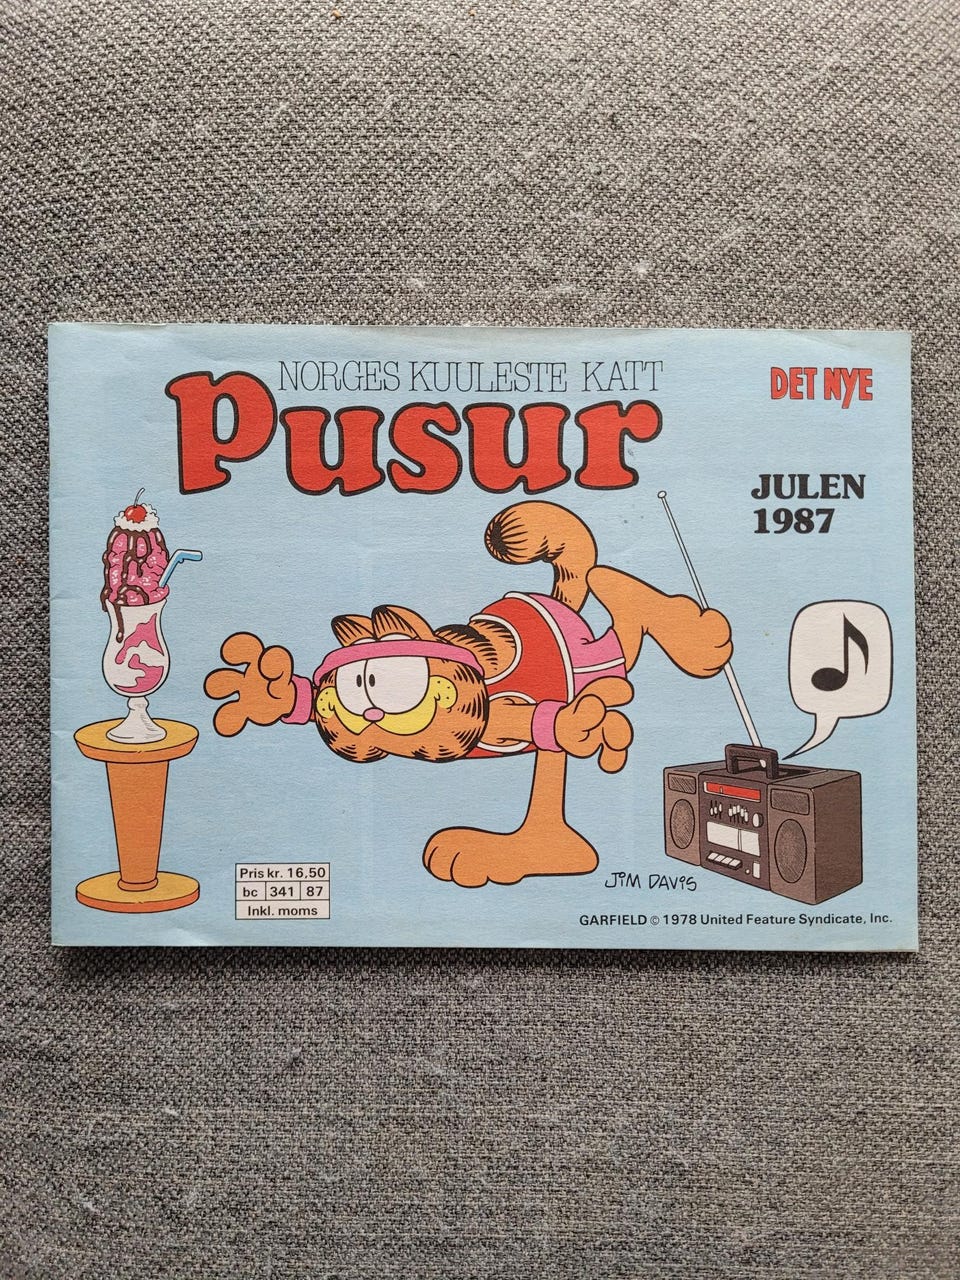 NORGES KUULESTE KATT
Pusur
DET NYE
JULEN
1987
Pris kr. 16,50
bc 341 87
Inkl. moms
JIM DAVIS
GARFIELD © 1978 United Feature Syndicate, Inc.